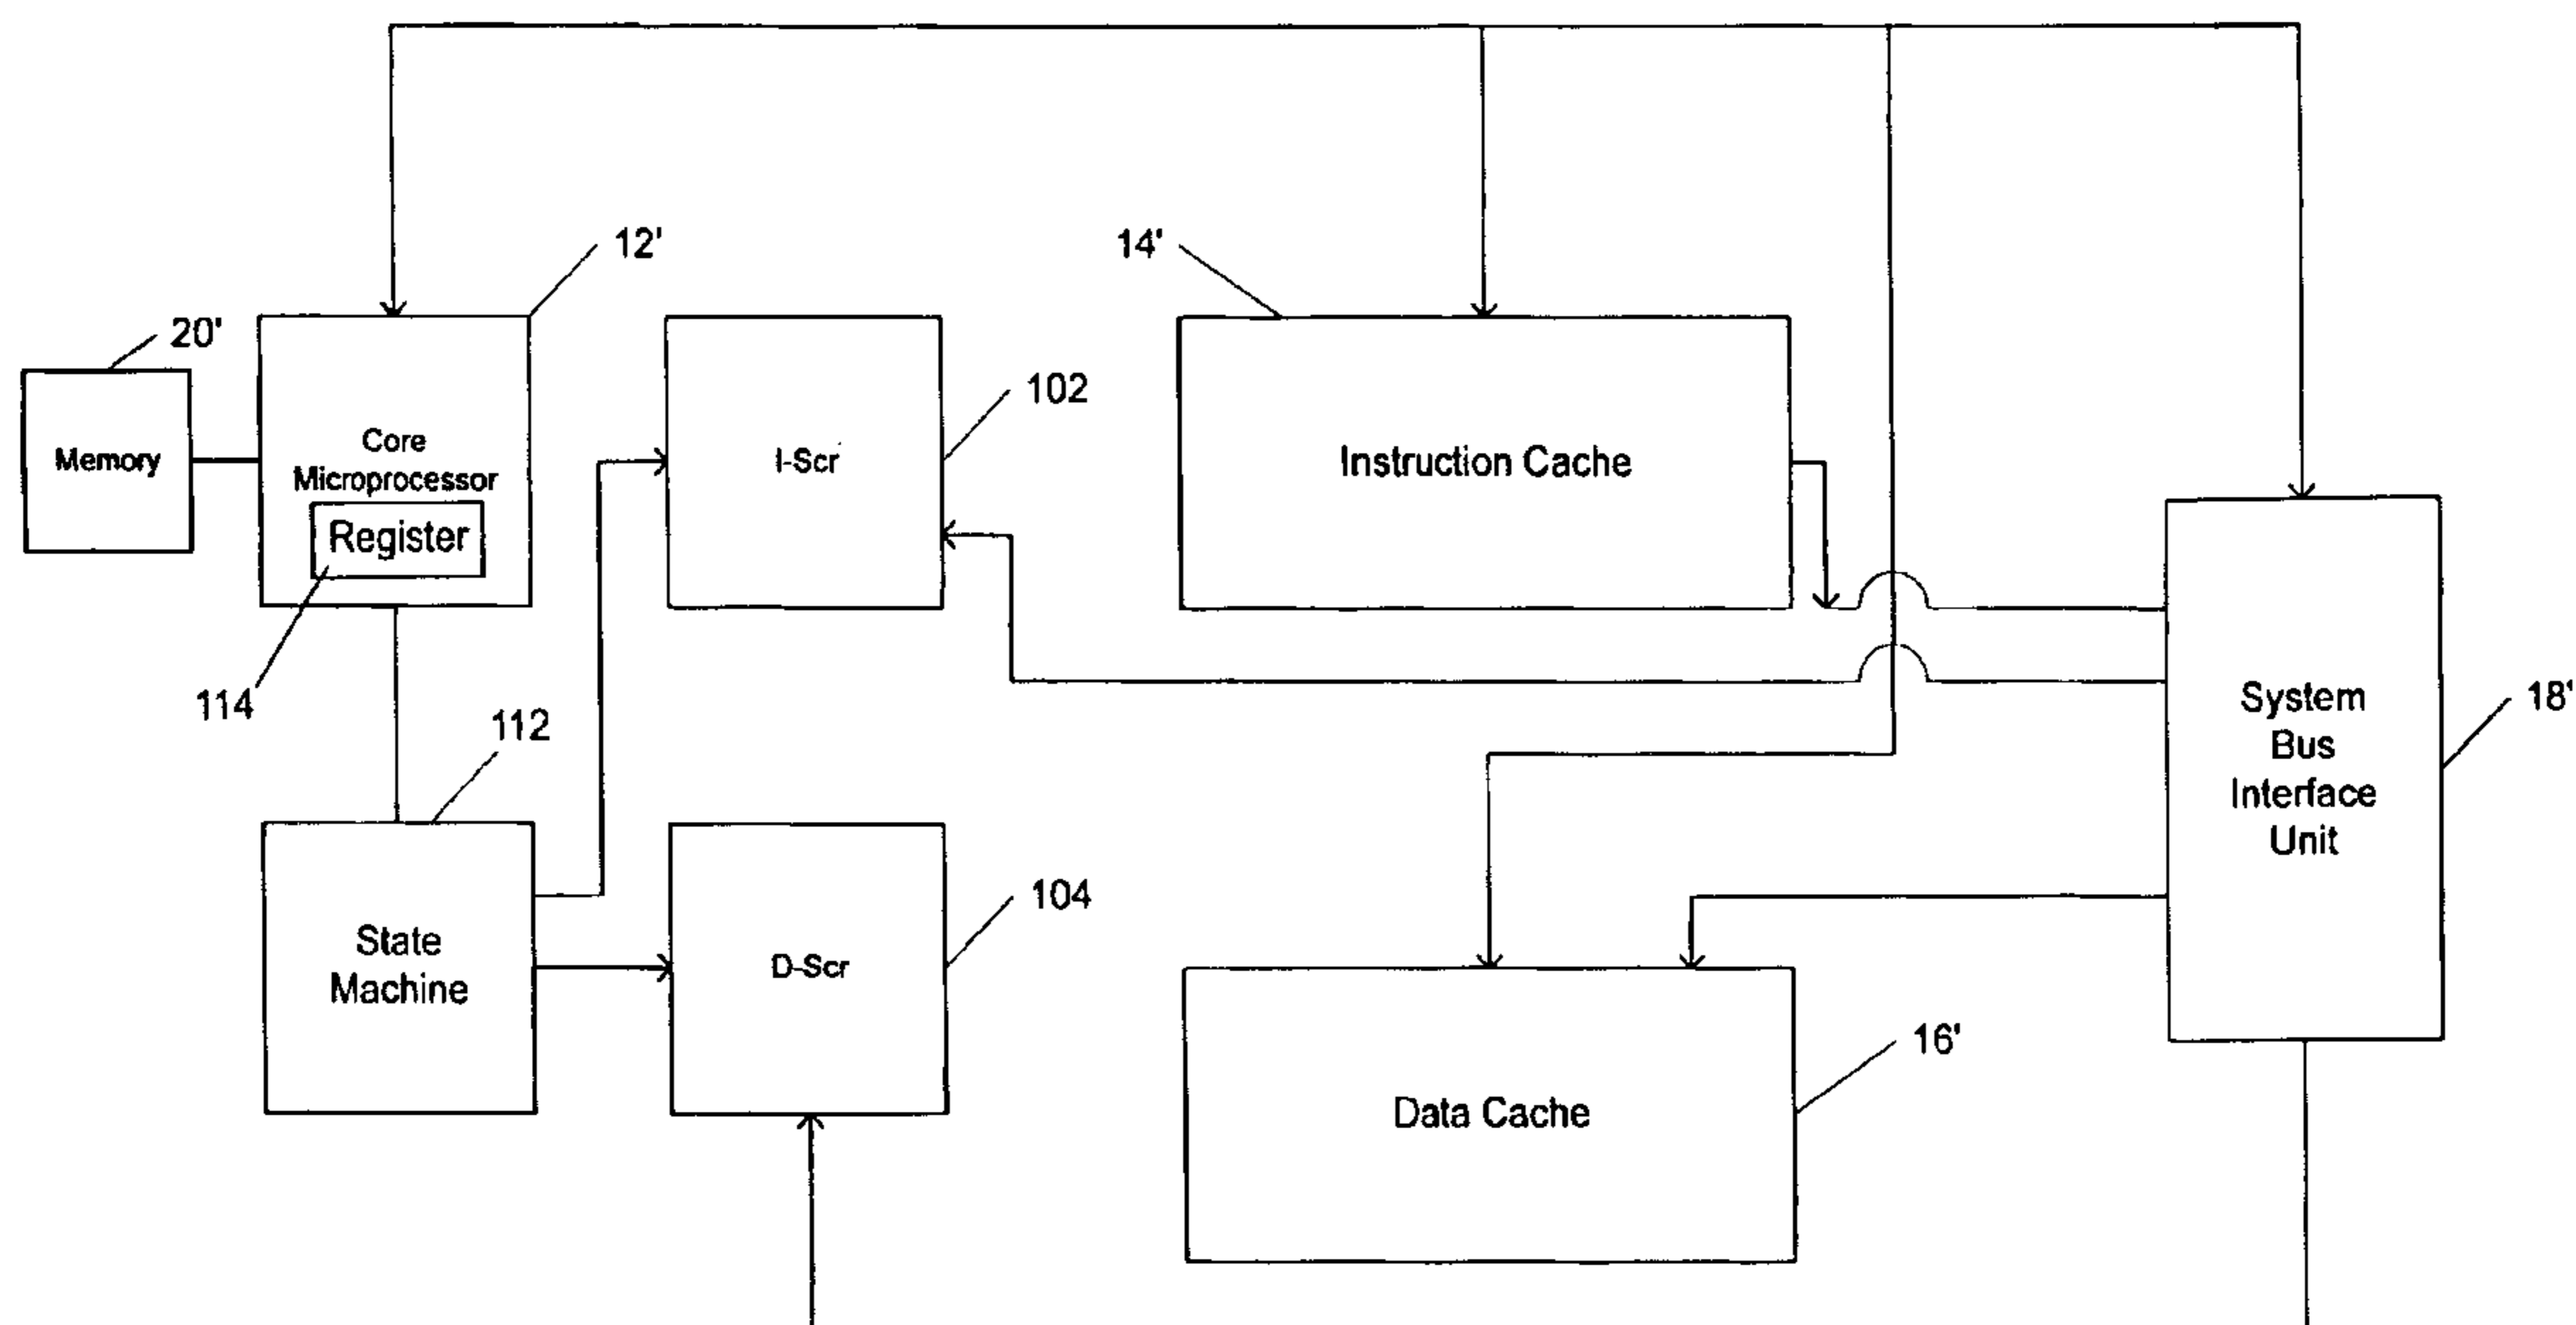 12'
14'
20'
102
Memory
Core
Microprocessor
Register
I-Scr
Instruction Cache
114
112
System
Bus
Interface
Unit
18'
104
State
Machine
D-Scr
16'
Data Cache